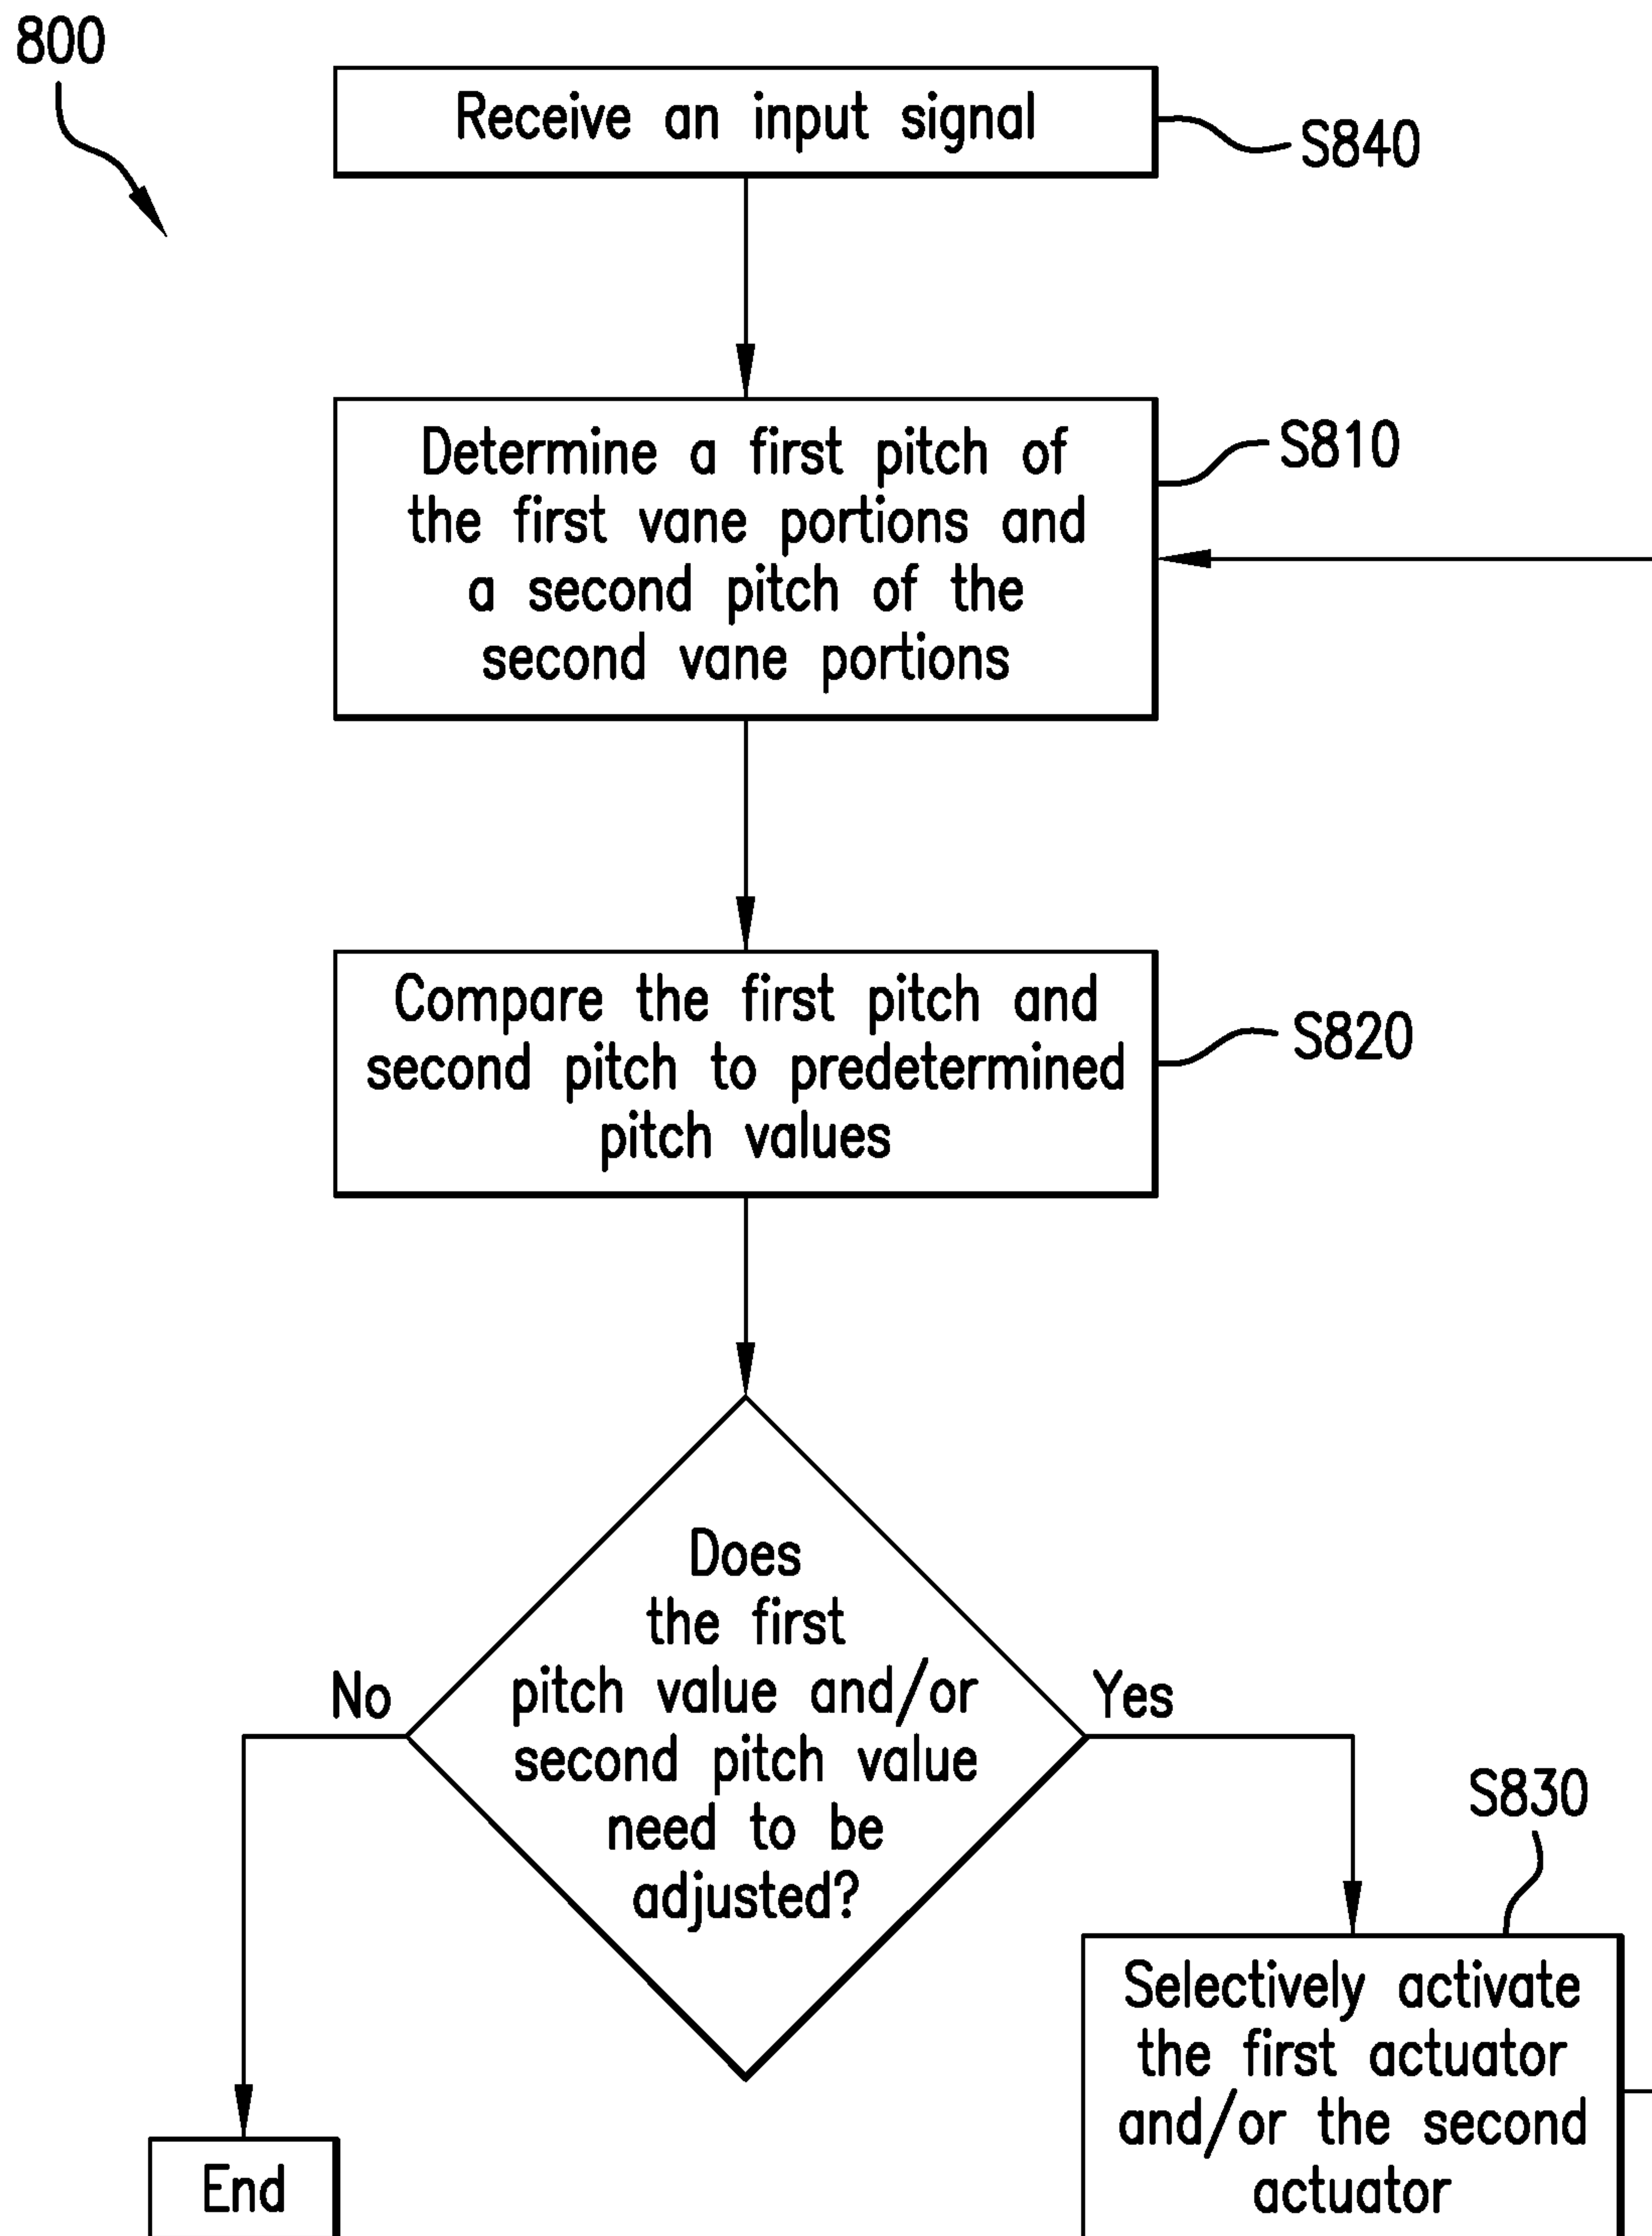 800
Receive an input signal
S840
Determine a first pitch of
the first vane portions and
a second pitch of the
second vane portions
S810
Compare the first pitch and
second pitch to predetermined
pitch values
S820
Does
the first
pitch value and/or
second pitch value
need to be
adjusted?
No
Yes
S830
Selectively activate
the first actuator
and/or the second
actuator
End